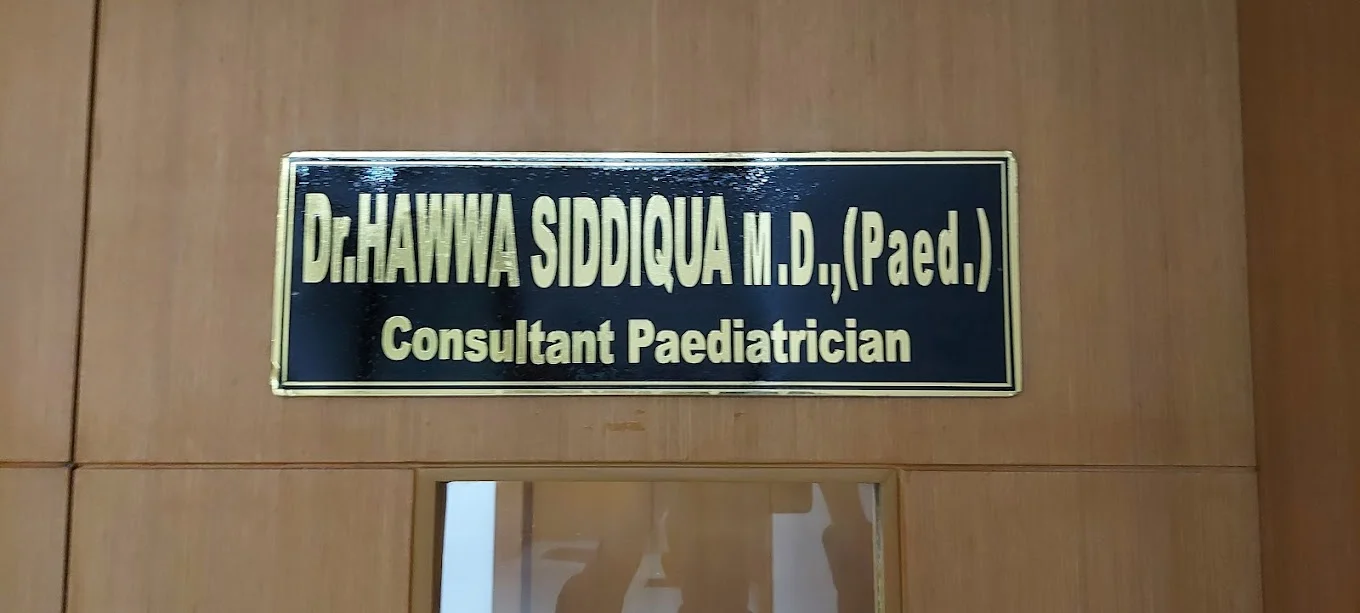 Dr.HAWWA SIDDIQUA M.D.,(Paed.)
Consultant Paediatrician